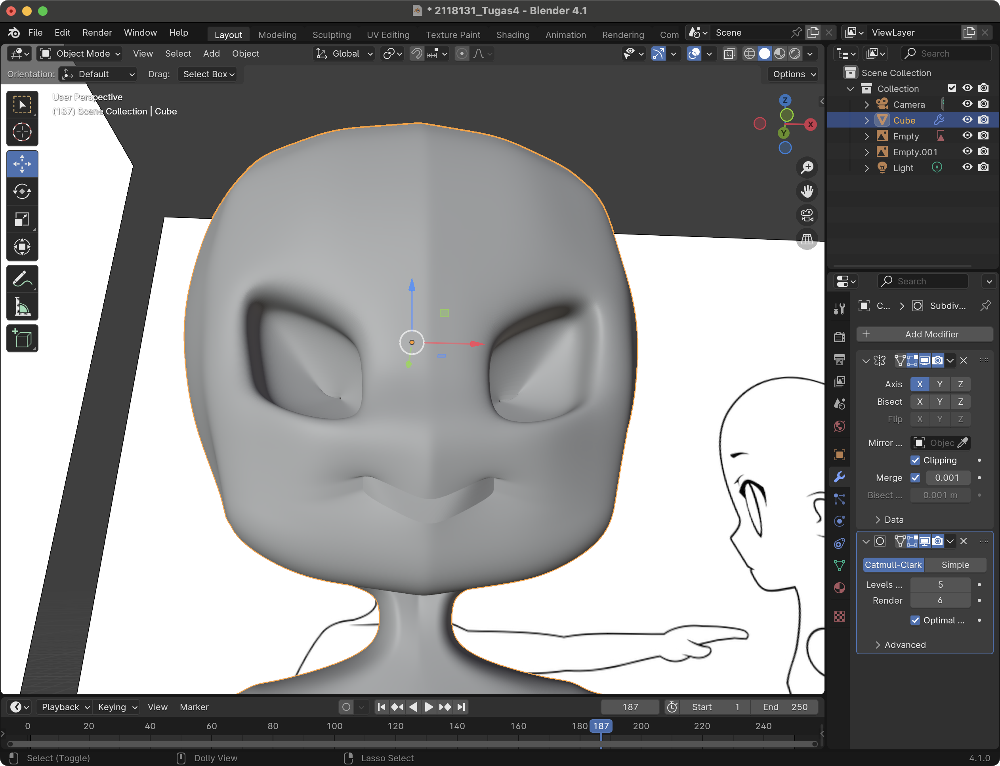 * 2118131_Tugas4 - Blender 4.1
File Edit Render Window Help Layout Modeling Sculpting UV Editing Texture Paint Shading Animation Rendering Com Scene ViewLayer
Object Mode View Select Add Object Global Search
Orientation: Default Drag: Select Box Options
User Perspective
(187) Scene Collection | Cube
Z
X
Y
Scene Collection
Collection
Camera
Cube
Empty
Empty.001
Light
Search
C... Subdiv...
+ Add Modifier
Axis X Y Z
Bisect X Y Z
Flip X Y Z
Mirror ... Objec
Clipping
Merge 0.001
Bisect ... 0.001 m
Data
Catmull-Clark Simple
Levels ... 5
Render 6
Optimal ...
Advanced
Playback Keying View Marker 187 Start 1 End 250
0 20 40 60 80 100 120 140 160 180 187 200 220 240
Select (Toggle) Dolly View Lasso Select 4.1.0